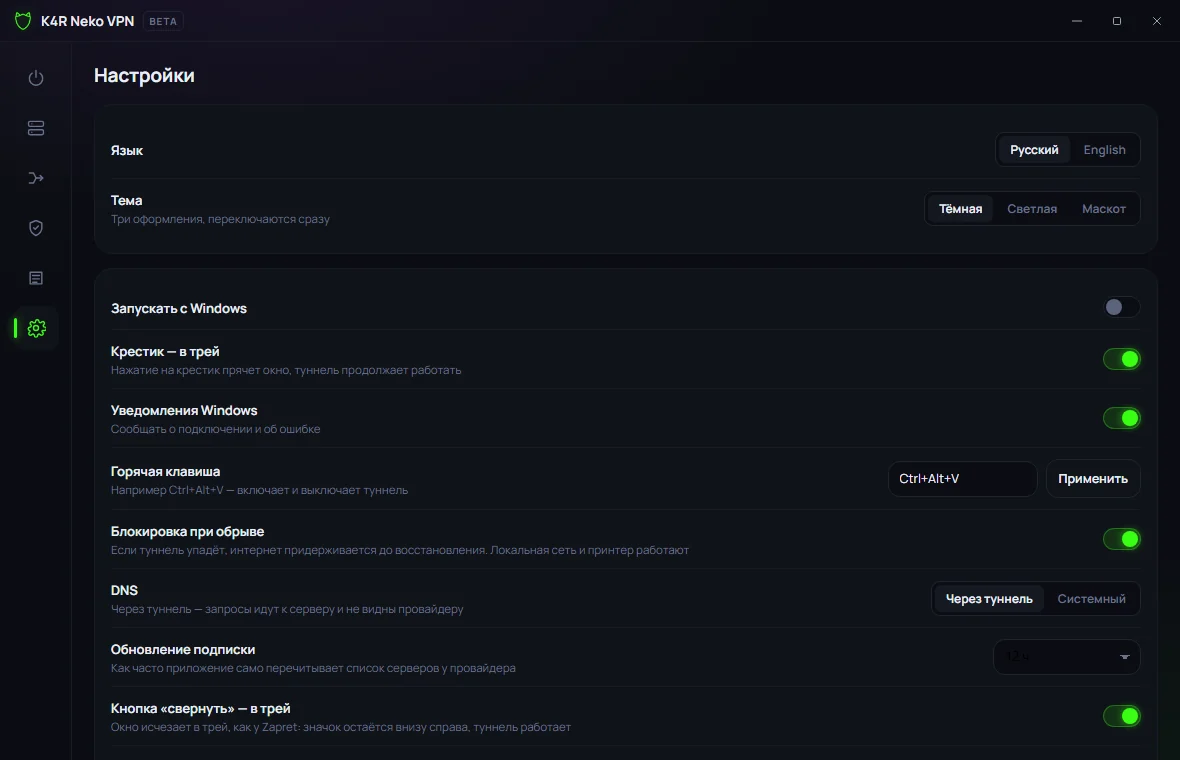 K4R Neko VPN BETA
Настройки
Язык
Русский English
Тема
Три оформления, переключаются сразу
Тёмная Светлая Маскот
Запускать с Windows
Крестик — в трей
Нажатие на крестик прячет окно, туннель продолжает работать
Уведомления Windows
Сообщать о подключении и об ошибке
Горячая клавиша
Например Ctrl+Alt+V — включает и выключает туннель
Ctrl+Alt+V Применить
Блокировка при обрыве
Если туннель упадёт, интернет придерживается до восстановления. Локальная сеть и принтер работают
DNS
Через туннель — запросы идут к серверу и не видны провайдеру
Через туннель Системный
Обновление подписки
Как часто приложение само перечитывает список серверов у провайдера
12 ч
Кнопка «свернуть» — в трей
Окно исчезает в трей, как у Zapret: значок остаётся внизу справа, туннель работает